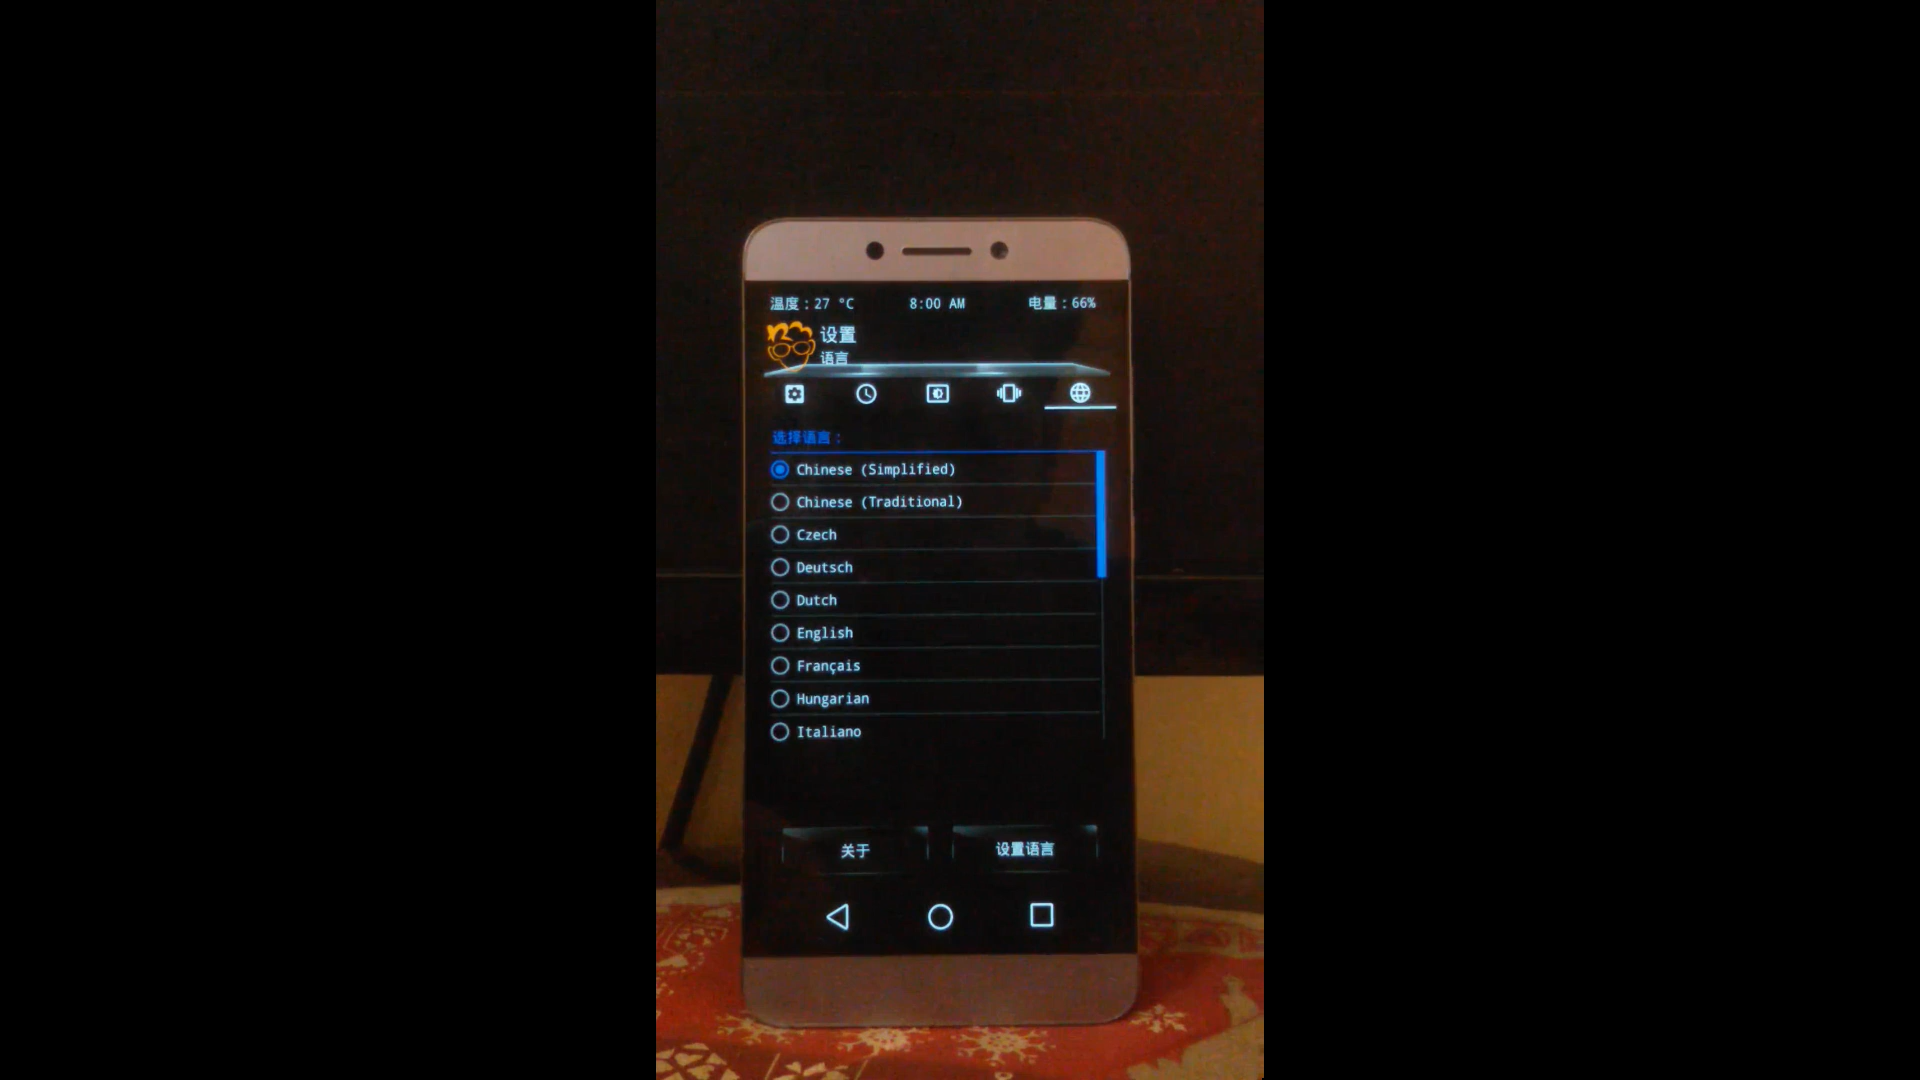 温度：27 °C 8:00 AM 电量：66%
设置
语言
选择语言：
Chinese (Simplified)
Chinese (Traditional)
Czech
Deutsch
Dutch
English
Français
Hungarian
Italiano
关于 设置语言